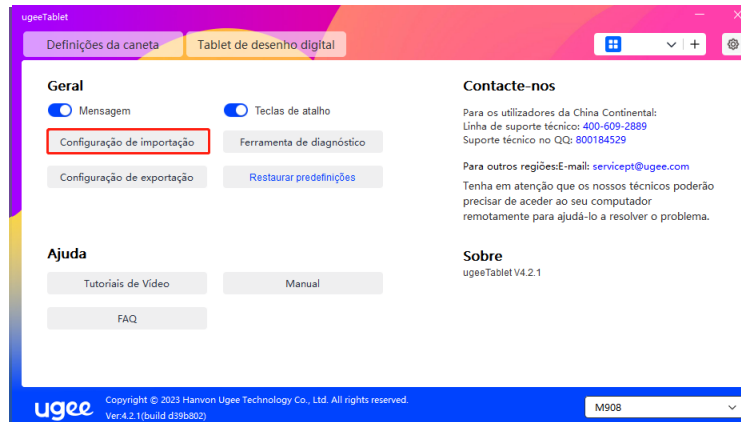 ugeeTablet
Definições da caneta
Tablet de desenho digital
Geral
Mensagem
Teclas de atalho
Configuração de importação
Ferramenta de diagnóstico
Configuração de exportação
Restaurar predefinições
Ajuda
Tutoriais de Vídeo
Manual
FAQ
Contacte-nos
Para os utilizadores da China Continental:
Linha de suporte técnico: 400-609-2889
Suporte técnico no QQ: 800184529
Para outros regiões:E-mail: servicept@ugee.com
Tenha em atenção que os nossos técnicos poderão
precisar de aceder ao seu computador
remotamente para ajudá-lo a resolver o problema.
Sobre
ugeeTablet V4.2.1
ugee
Copyright © 2023 Hanvon Ugee Technology Co., Ltd. All rights reserved.
Ver:4.2.1(build d39b802)
M908